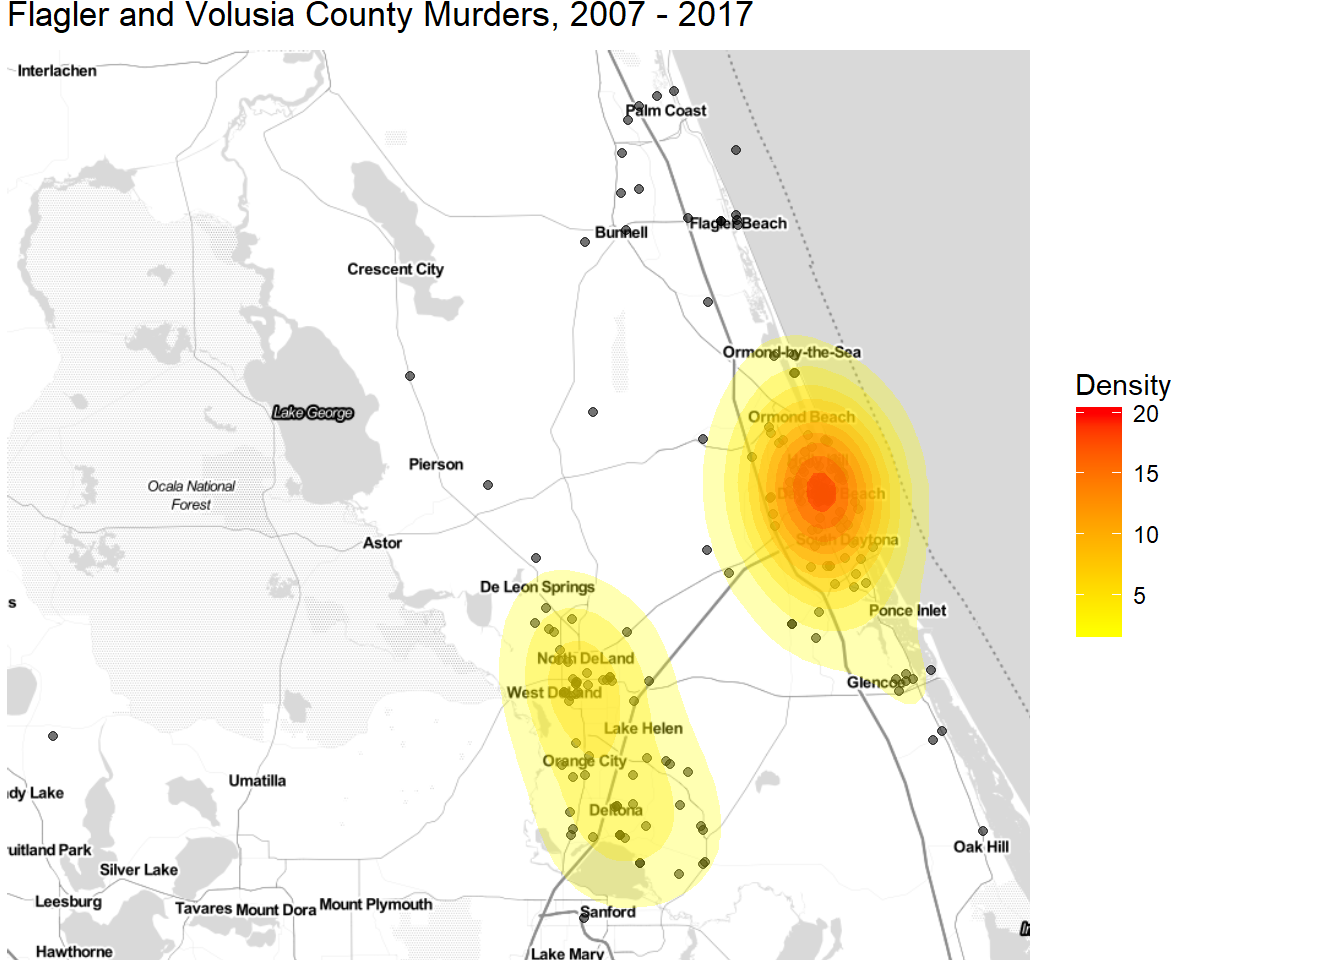 Flagler and Volusia County Murders, 2007 - 2017
Interlachen
Palm Coast
Flagler Beach
Bunnell
Crescent City
Ormond-by-the-Sea
Density
20
Lake George
Ormond Beach
Pierson
15
Ocala National
Forest
Daytona Beach
10
South Daytona
Astor
De Leon Springs
5
s
Ponce Inlet
North DeLand
Glencoe
West DeLand
Lake Helen
Orange City
Umatilla
dy Lake
Deltona
Oak Hill
uitland Park
Silver Lake
Leesburg
Tavares
Mount Dora
Mount Plymouth
Sanford
Hawthorne
Lake Mary